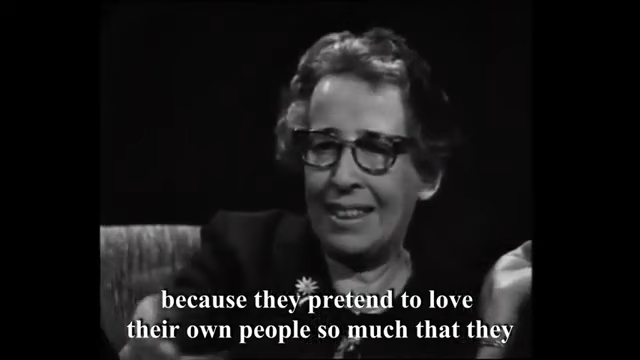 because they pretend to love
their own people so much that they